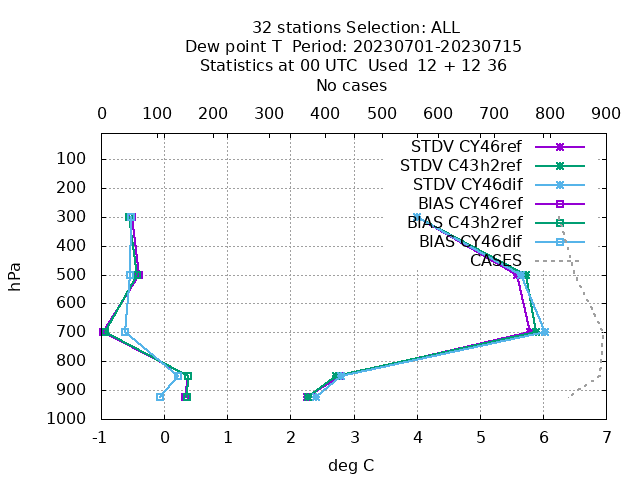 32 stations Selection: ALL
Dew point T  Period: 20230701-20230715
Statistics at 00 UTC  Used  12 + 12 36
No cases
0 100 200 300 400 500 600 700 800 900
STDV CY46ref
STDV C43h2ref
STDV CY46dif
BIAS CY46ref
BIAS C43h2ref
BIAS CY46dif
CASES
hPa
100
200
300
400
500
600
700
800
900
1000
-1 0 1 2 3 4 5 6 7
deg C